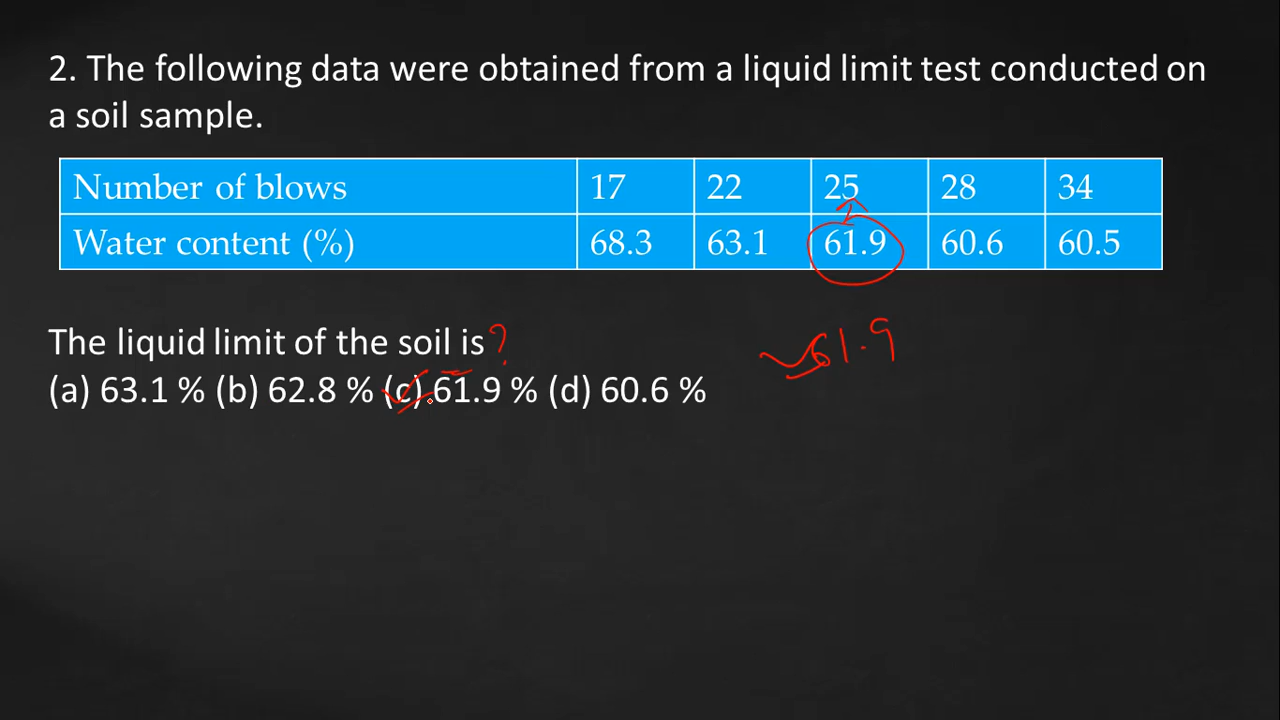 2. The following data were obtained from a liquid limit test conducted on
a soil sample.
Number of blows 17 22 25 28 34
Water content (%) 68.3 63.1 61.9 60.6 60.5
The liquid limit of the soil is ?
61.9
(a) 63.1 % (b) 62.8 % (c) 61.9 % (d) 60.6 %